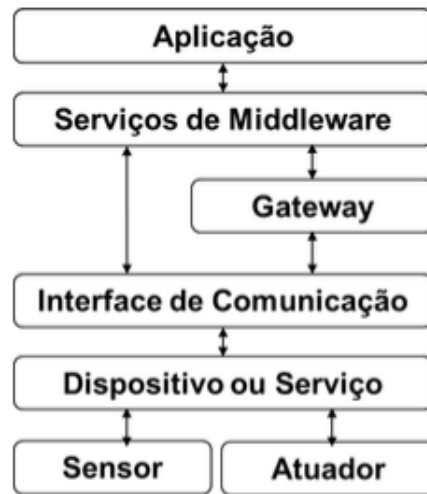 Aplicação
Serviços de Middleware
Gateway
Interface de Comunicação
Dispositivo ou Serviço
Sensor
Atuador